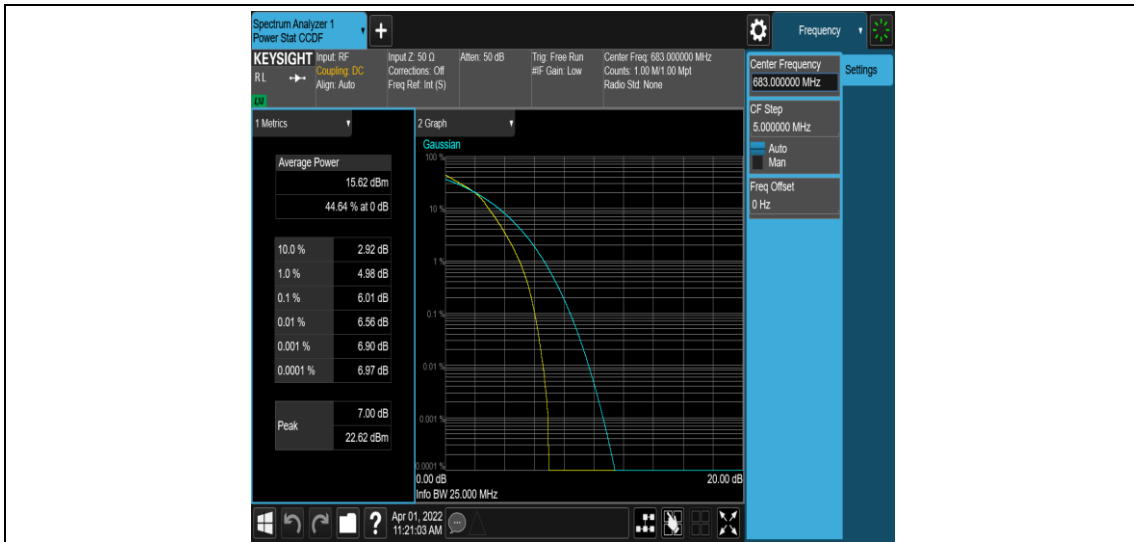 Spectrum Analyzer 1
Power Stat CCDF
+
Frequency
KEYSIGHT
RL
Input: RF
Coupling: DC
Align: Auto
Input Z: 50 Ω
Corrections: Off
Freq Ref: Int (S)
Atten: 50 dB
Trig: Free Run
#IF Gain: Low
Center Freq: 683.000000 MHz
Counts: 1.00 M/1.00 Mpt
Radio Std: None
Center Frequency
683.000000 MHz
Settings
CF Step
5.000000 MHz
Auto
Man
Freq Offset
0 Hz
1 Metrics
Average Power
15.62 dBm
44.64 % at 0 dB
10.0 % 2.92 dB
1.0 % 4.98 dB
0.1 % 6.01 dB
0.01 % 6.56 dB
0.001 % 6.90 dB
0.0001 % 6.97 dB
Peak
7.00 dB
22.62 dBm
2 Graph
Gaussian
100 %
10 %
1 %
0.1 %
0.01 %
0.001 %
0.0001 %
0.00 dB 20.00 dB
Info BW 25.000 MHz
?
Apr 01, 2022
11:21:03 AM